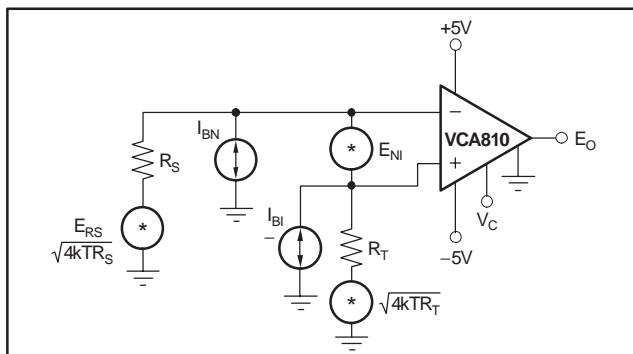 +5V
I_BN
R_S
E_NI
−
VCA810
+
E_O
E_RS
√4kTR_S
I_BI
−
R_T
V_C
−5V
√4kTR_T
*
*
*